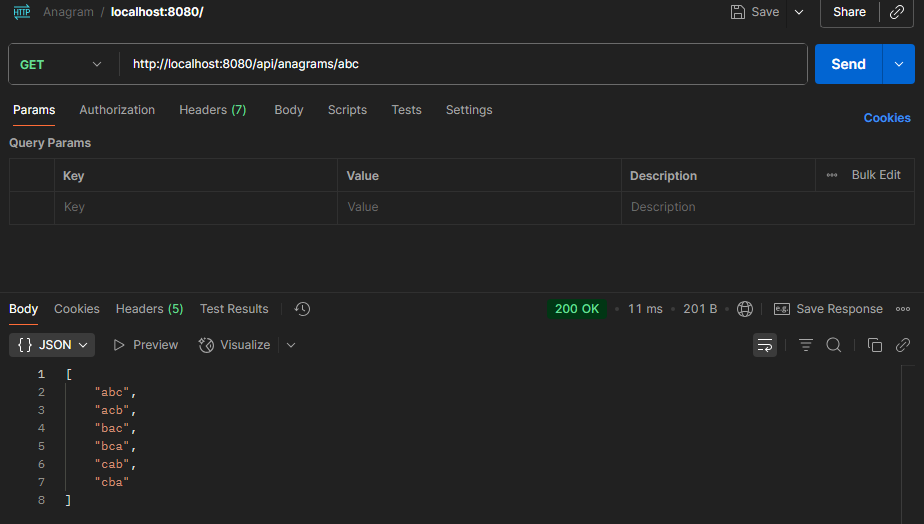 HTTP Anagram / localhost:8080/ Save Share
GET http://localhost:8080/api/anagrams/abc Send
Params Authorization Headers (7) Body Scripts Tests Settings Cookies
Query Params
Key Value Description ••• Bulk Edit
Key Value Description
Body Cookies Headers (5) Test Results 200 OK • 11 ms • 201 B • e.g. Save Response •••
{ } JSON Preview Visualize
1 [
2 "abc",
3 "acb",
4 "bac",
5 "bca",
6 "cab",
7 "cba"
8 ]